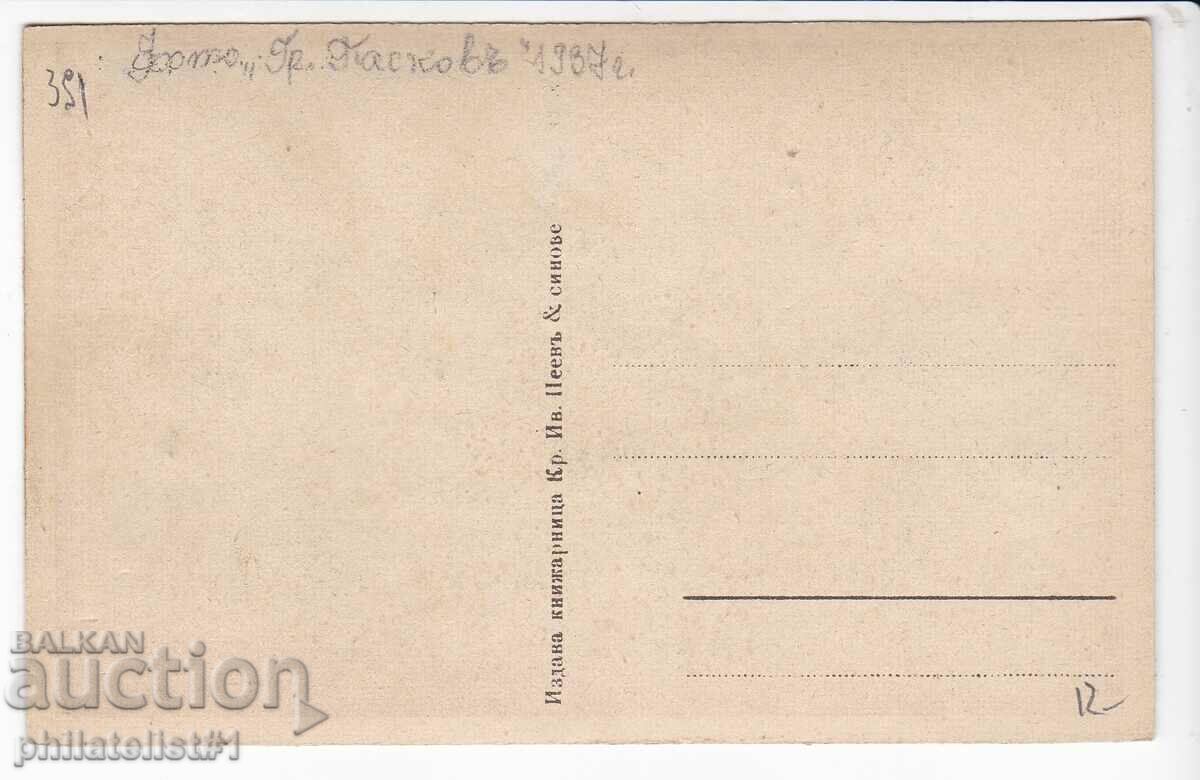 Фото „Гр. Пасковъ“ 1937 г.
351
Издава книжарница Кр. Ив. Пеевъ & синове
12-
BALKAN
auction
philatelist#1